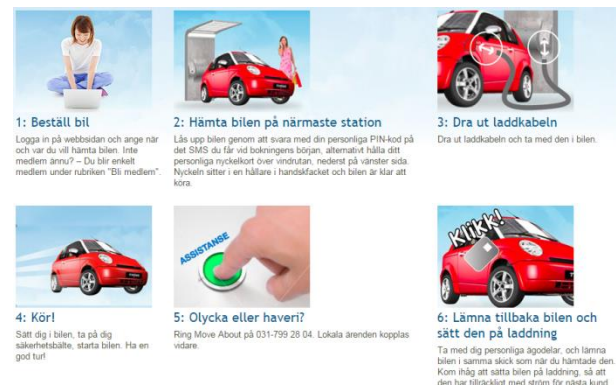 1: Beställ bil
Logga in på webbsidan och ange när
och var du vill hämta bilen. Inte
medlem ännu? – Du blir enkelt
medlem under rubriken "Bli medlem".
2: Hämta bilen på närmaste station
Lås upp bilen genom att svara med din personliga PIN-kod på
det SMS du får vid bokningens början, alternativt hålla ditt
personliga nyckelkort över vindrutan, nederst på vänster sida.
Nyckeln sitter i en hållare i handskfacket och bilen är klar att
köra.
3: Dra ut laddkabeln
Dra ut laddkabeln och ta med den i bilen.
4: Kör!
Sätt dig i bilen, ta på dig
säkerhetsbälte, starta bilen. Ha en
god tur!
ASSISTANSE
5: Olycka eller haveri?
Ring Move About på 031-799 28 04. Lokala ärenden kopplas
vidare.
Klikk!
6: Lämna tillbaka bilen och
sätt den på laddning
Ta med dig personliga ägodelar, och lämna
bilen i samma skick som när du hämtade den.
Kom ihåg att sätta bilen på laddning, så att
den har tillräckligt med ström för nästa kund.